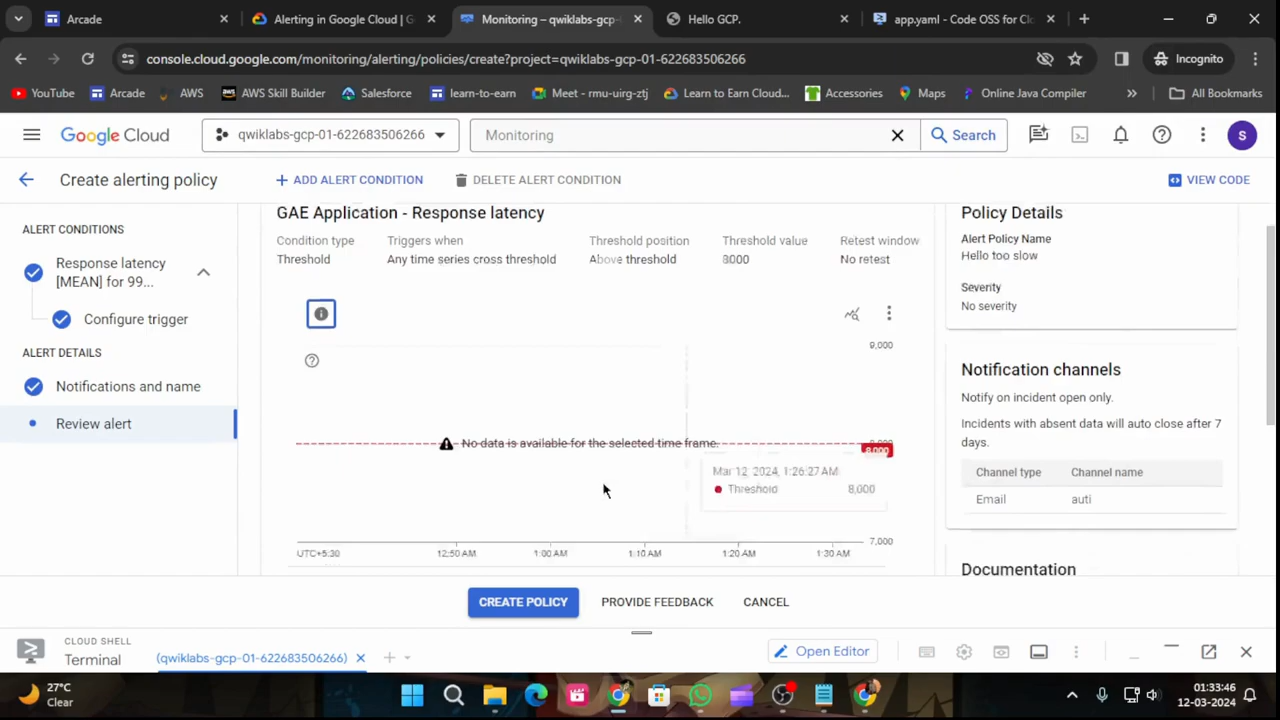 Arcade
Alerting in Google Cloud | G
Monitoring – qwiklabs-gcp-
Hello GCP.
app.yaml - Code OSS for Cl
console.cloud.google.com/monitoring/alerting/policies/create?project=qwiklabs-gcp-01-622683506266
Incognito
YouTube
Arcade
AWS
AWS Skill Builder
Salesforce
learn-to-earn
Meet - rmu-uirg-ztj
Learn to Earn Cloud...
Accessories
Maps
Online Java Compiler
All Bookmarks
Google Cloud
qwiklabs-gcp-01-622683506266
Monitoring
Search
S
Create alerting policy
ADD ALERT CONDITION
DELETE ALERT CONDITION
VIEW CODE
ALERT CONDITIONS
Response latency
[MEAN] for 99...
Configure trigger
ALERT DETAILS
Notifications and name
Review alert
GAE Application - Response latency
Condition type
Triggers when
Threshold position
Threshold value
Retest window
Threshold
Any time series cross threshold
Above threshold
8000
No retest
9,000
No data is available for the selected time frame.
8,000
Mar 12, 2024, 1:26:27 AM
Threshold
8,000
7,000
UTC+5:30
12:50 AM
1:00 AM
1:10 AM
1:20 AM
1:30 AM
Policy Details
Alert Policy Name
Hello too slow
Severity
No severity
Notification channels
Notify on incident open only.
Incidents with absent data will auto close after 7
days.
Channel type
Channel name
Email
auti
Documentation
CREATE POLICY
PROVIDE FEEDBACK
CANCEL
CLOUD SHELL
Terminal
(qwiklabs-gcp-01-622683506266)
Open Editor
27°C
Clear
01:33:46
12-03-2024